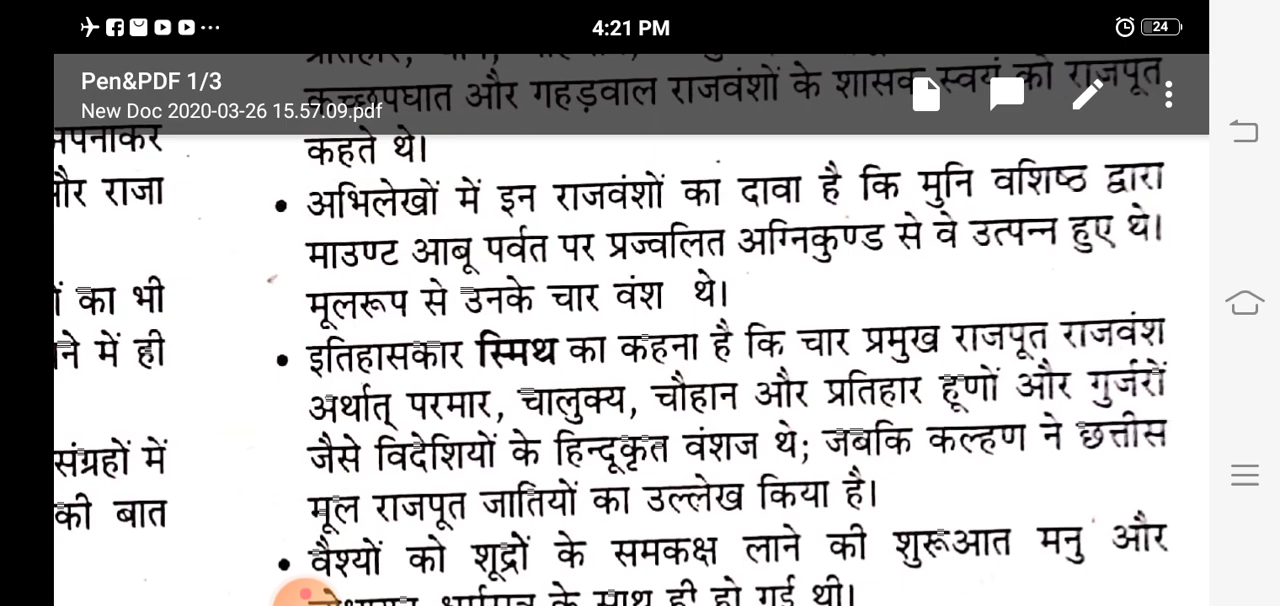 4:21 PM
24
Pen&PDF 1/3
New Doc 2020-03-26 15.57.09.pdf
कच्छपघात और गहड़वाल राजवंशों के शासक स्वयं को राजपूत
कहते थे।
• अभिलेखों में इन राजवंशों का दावा है कि मुनि वशिष्ठ द्वारा
माउण्ट आबू पर्वत पर प्रज्वलित अग्निकुण्ड से वे उत्पन्न हुए थे।
मूलरूप से उनके चार वंश थे।
• इतिहासकार स्मिथ का कहना है कि चार प्रमुख राजपूत राजवंश
अर्थात् परमार, चालुक्य, चौहान और प्रतिहार हूणों और गुर्जरों
जैसे विदेशियों के हिन्दूकृत वंशज थे; जबकि कल्हण ने छत्तीस
मूल राजपूत जातियों का उल्लेख किया है।
• वैश्यों को शूद्रों के समकक्ष लाने की शुरूआत मनु और
के साथ ही हो गई थी।
और राजा
का भी
में ही
संग्रहों में
की बात